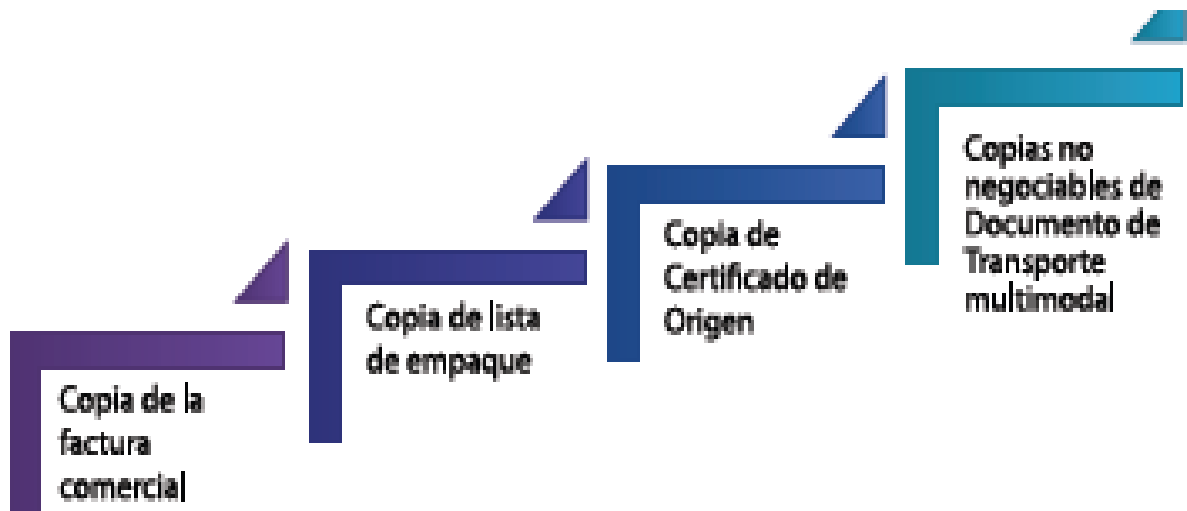 Copia de la
factura
comercial
Copia de lista
de empaque
Copia de
Certificado de
Origen
Copias no
negociables de
Documento de
Transporte
multimodal